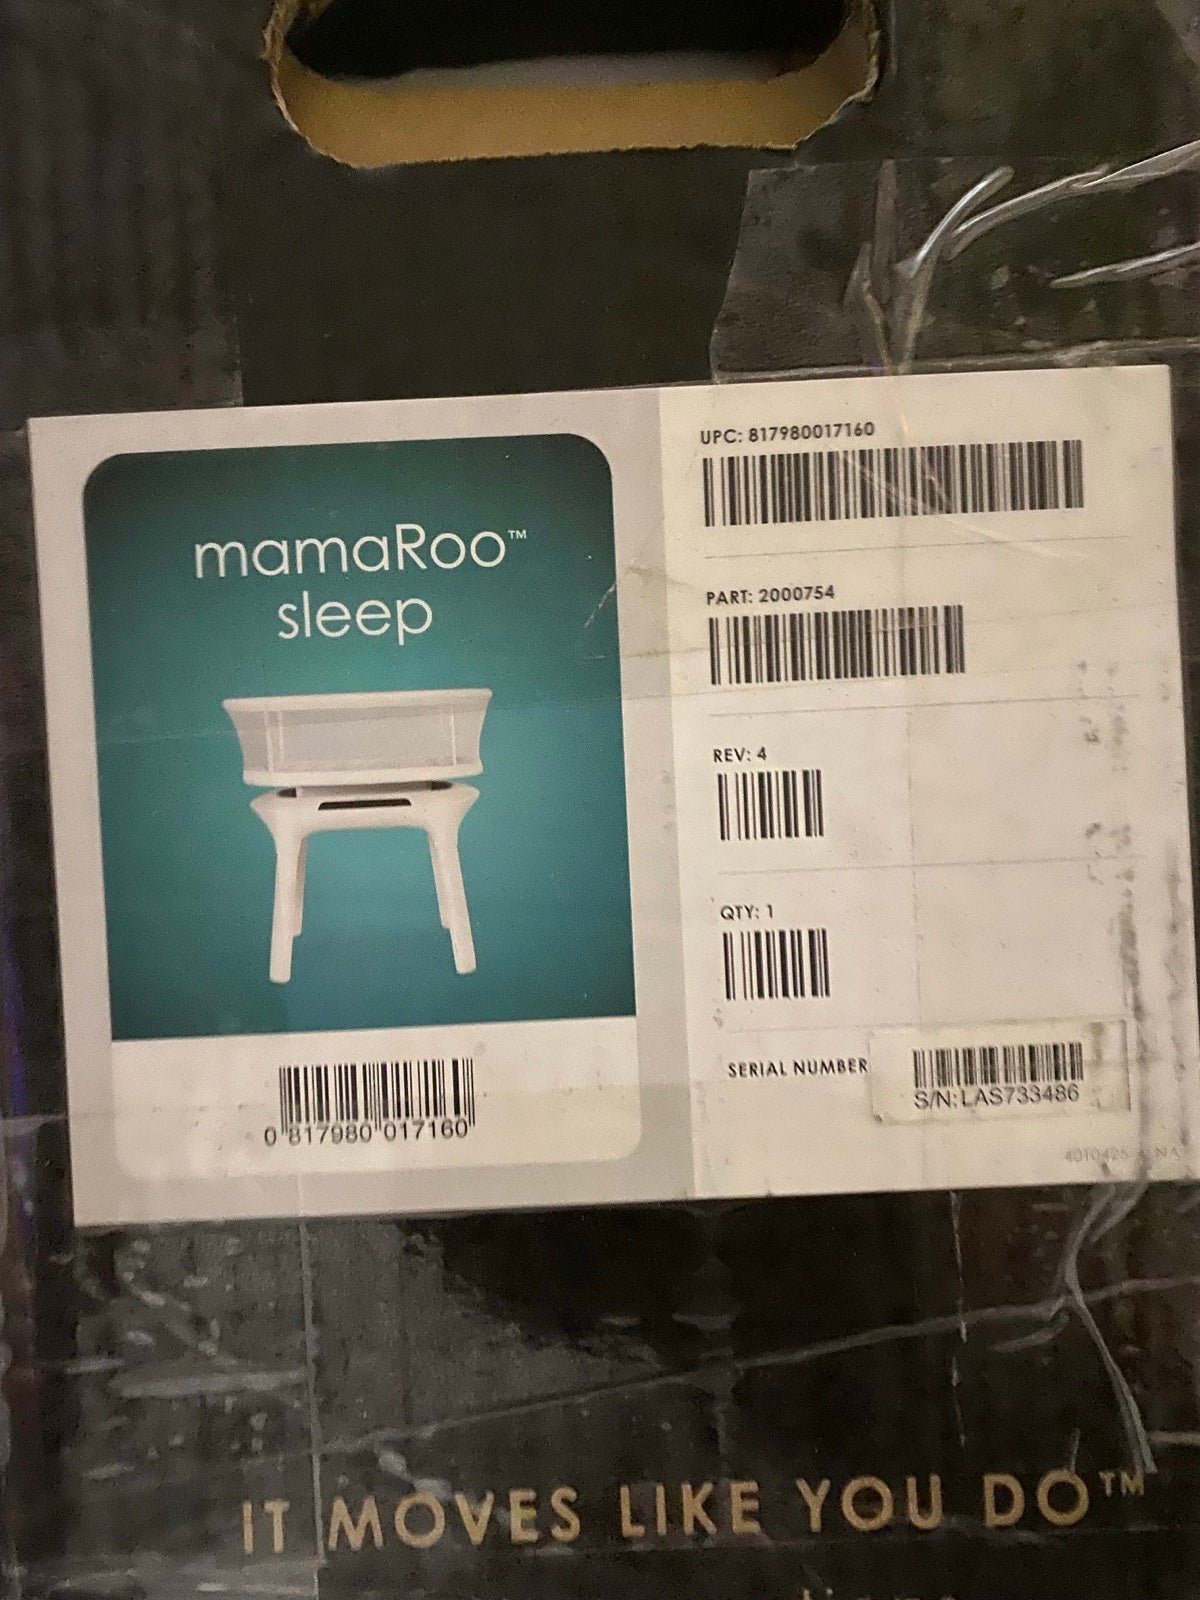 mamaRoo™
sleep
0 817980 017160
UPC: 817980017160
PART: 2000754
REV: 4
QTY: 1
SERIAL NUMBER
S/N: LAS733486
NA
IT MOVES LIKE YOU DO™